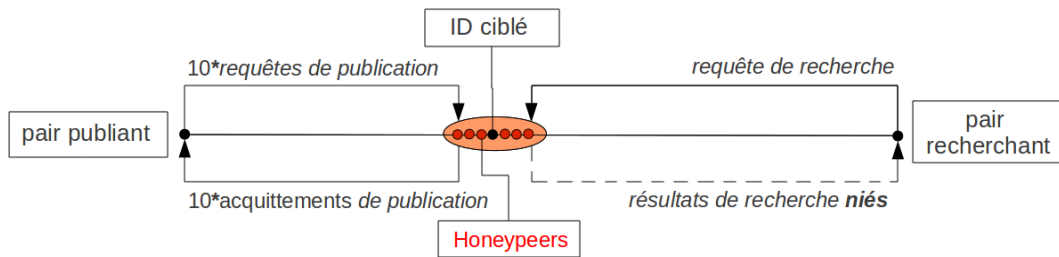 ID ciblé
10*requêtes de publication
requête de recherche
pair publiant
pair
recherchant
10*acquittements de publication
résultats de recherche niés
Honeypeers